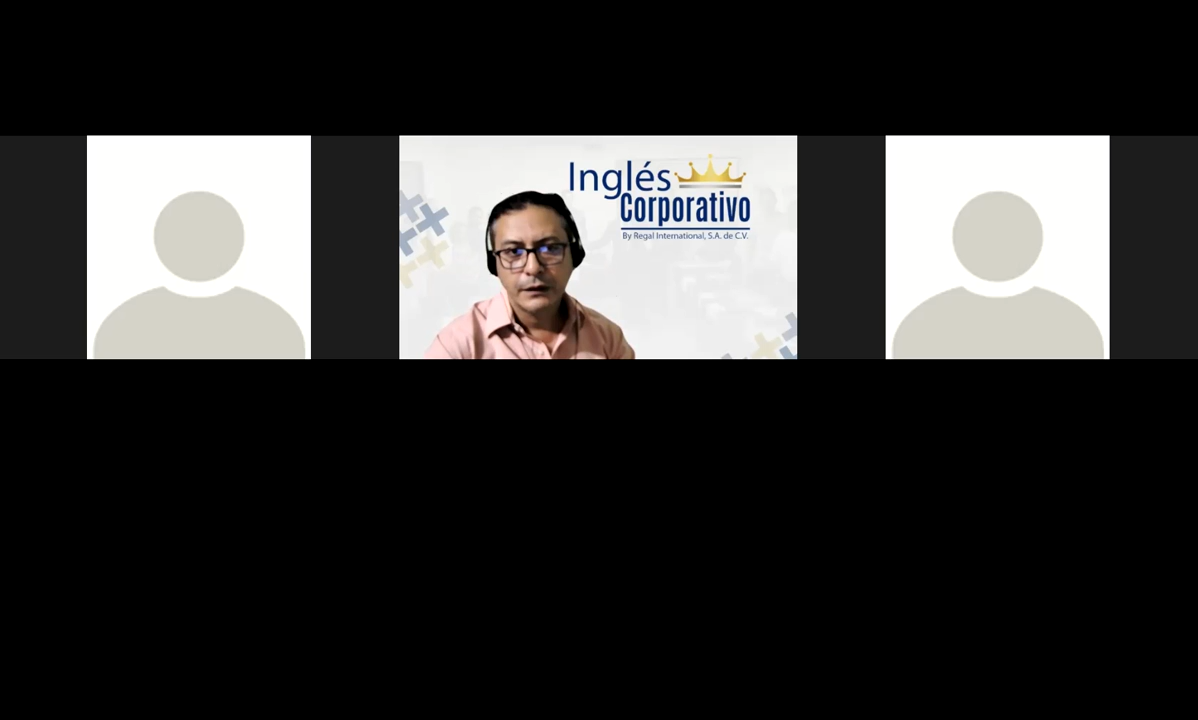 Inglés
Corporativo
By Regal International, S.A. de C.V.